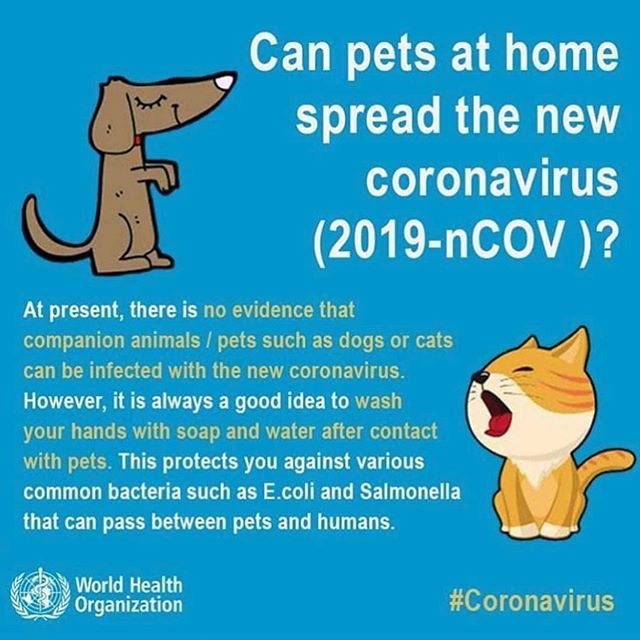 Can pets at home
spread the new
coronavirus
(2019-nCOV )?
At present, there is no evidence that
companion animals / pets such as dogs or cats
can be infected with the new coronavirus.
However, it is always a good idea to wash
your hands with soap and water after contact
with pets. This protects you against various
common bacteria such as E.coli and Salmonella
that can pass between pets and humans.
World Health
Organization
#Coronavirus